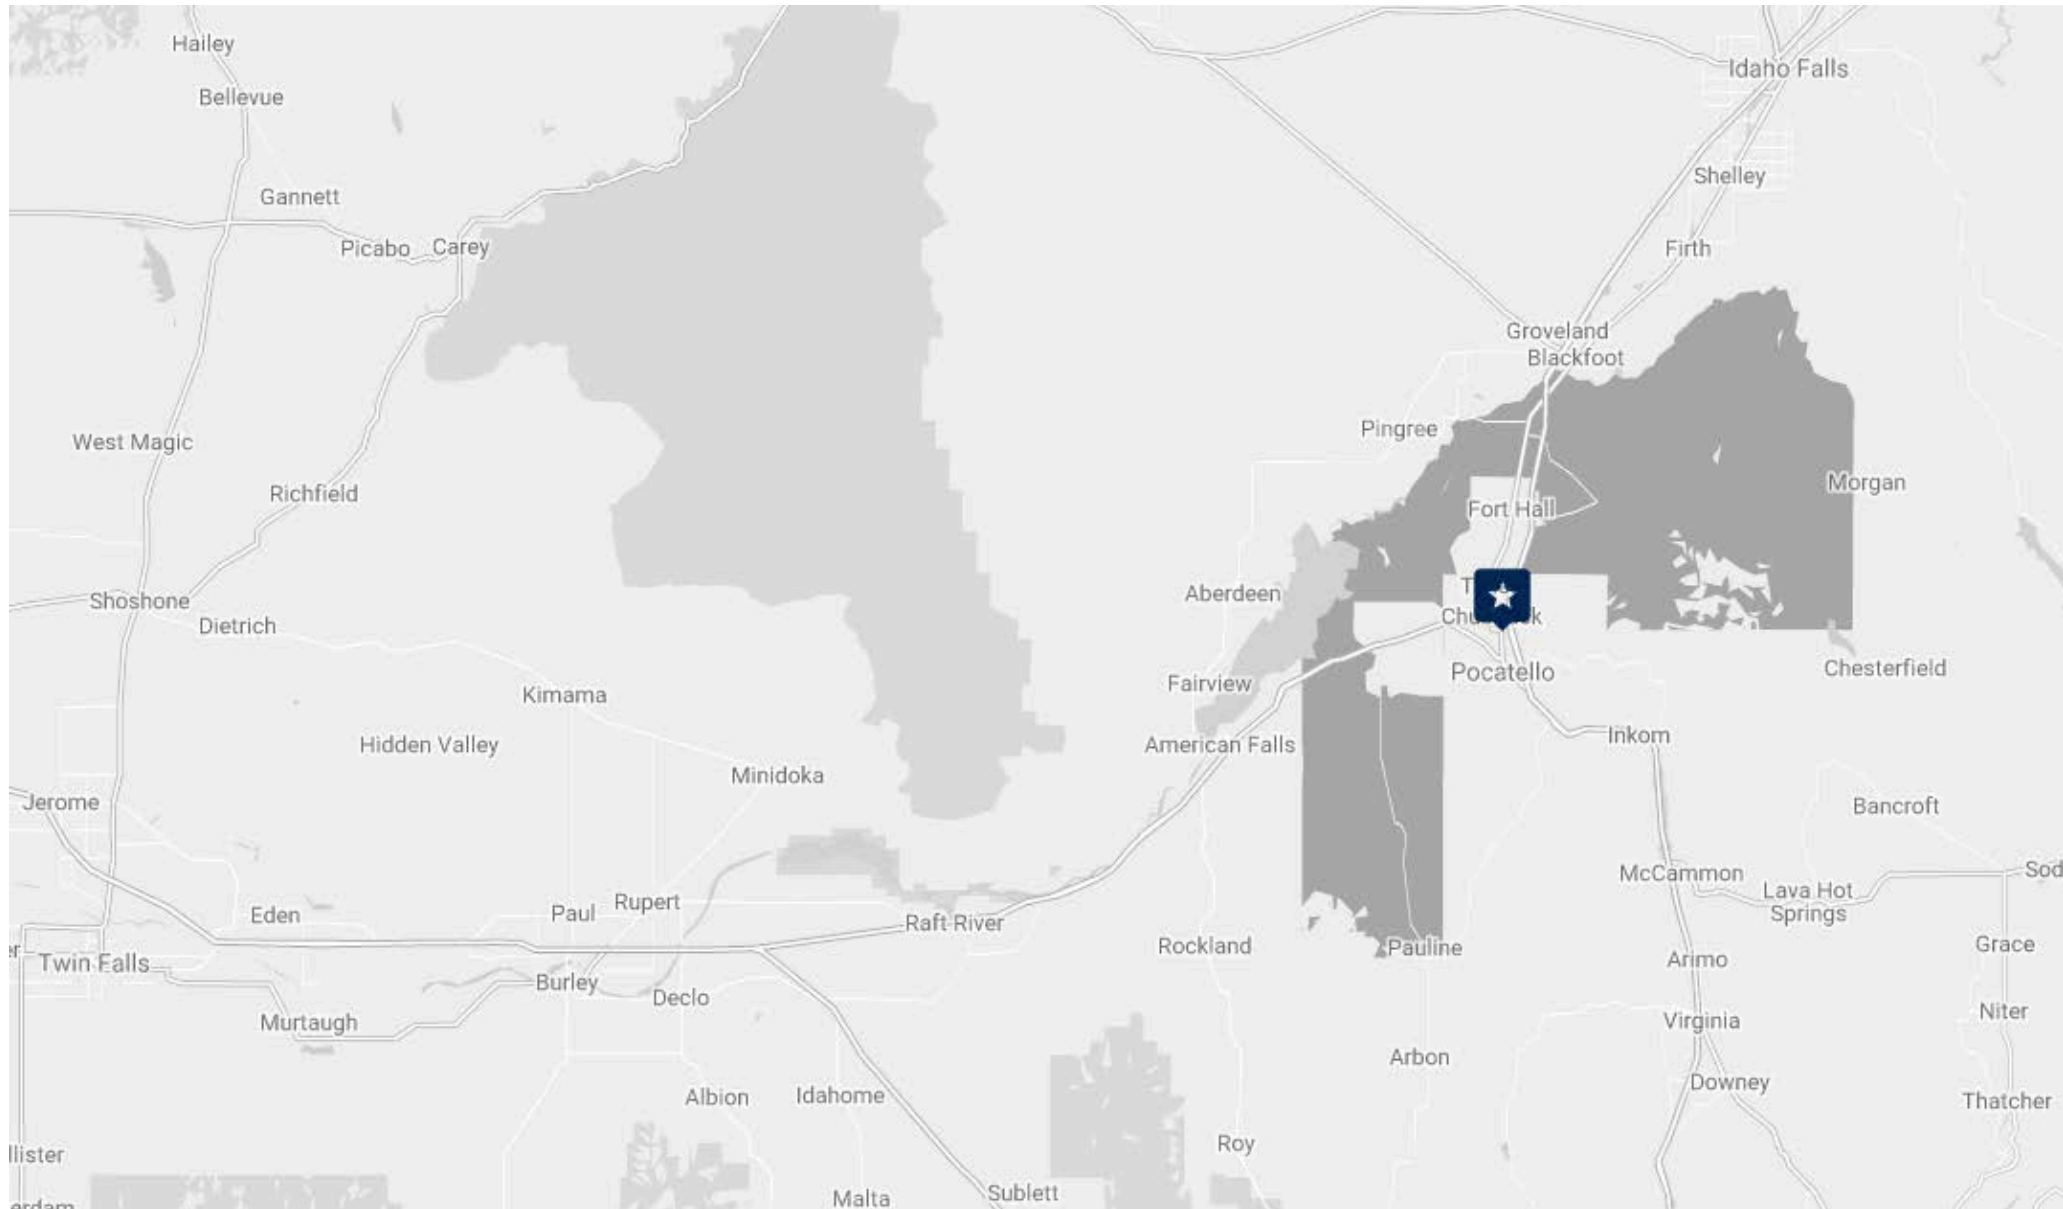 Hailey
Idaho Falls
Bellevue
Shelley
Gannett
Picabo
Carey
Firth
Groveland
Blackfoot
Pingree
West Magic
Morgan
Richfield
Fort Hall
Aberdeen
Shoshone
Dietrich
Chesterfield
Pocatello
Fairview
Kimama
Inkom
Hidden Valley
American Falls
Minidoka
Jerome
Bancroft
McCammon
Sod
Lava Hot
Springs
Rupert
Paul
Eden
Raft River
Rockland
Pauline
Grace
er
Twin Falls
Arimo
Burley
Declo
Niter
Murtaugh
Virginia
Arbon
Downey
Albion
Idahome
Thatcher
Roy
llister
Sublett
Malta